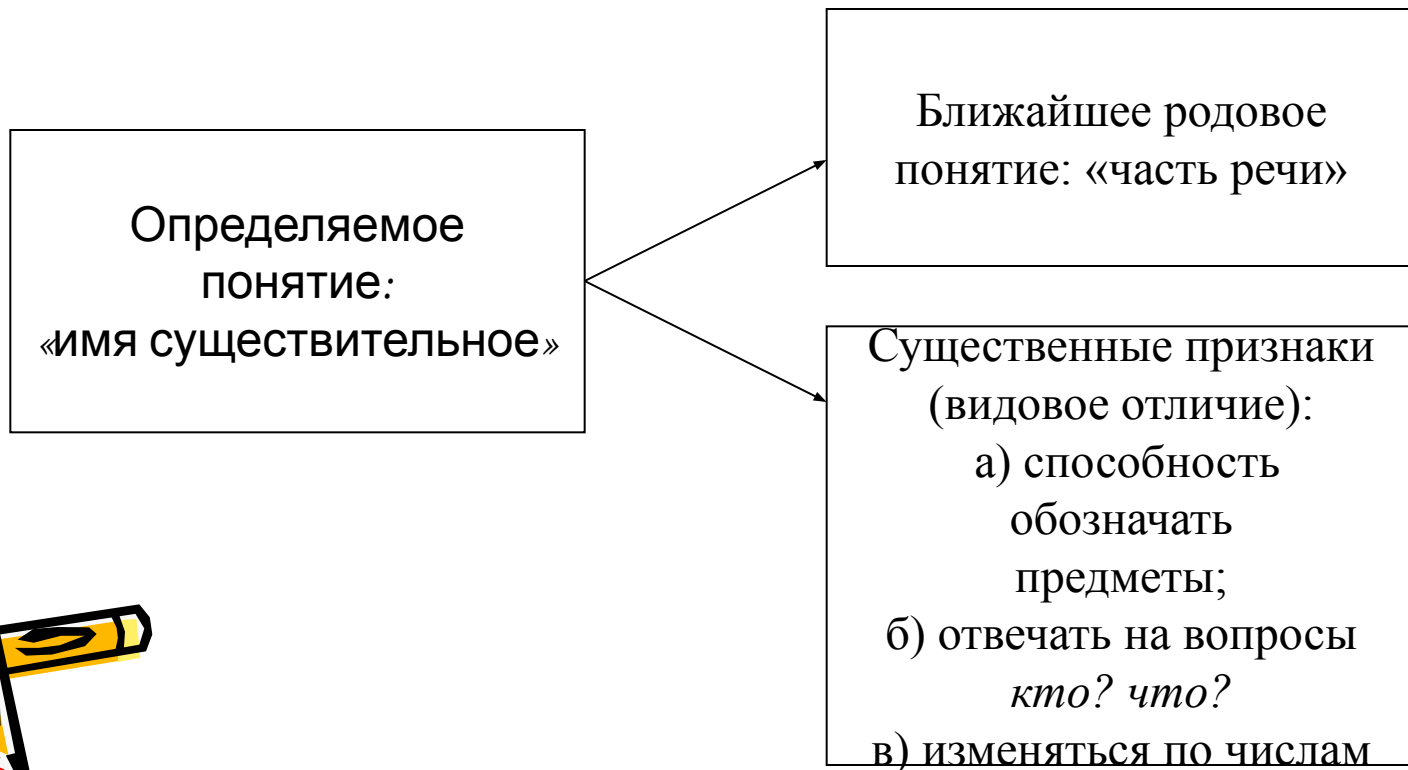 Определяемое
понятие:
«имя существительное»
Ближайшее родовое
понятие: «часть речи»
Существенные признаки
(видовое отличие):
а) способность
обозначать
предметы;
б) отвечать на вопросы
кто? что?
в) изменяться по числам